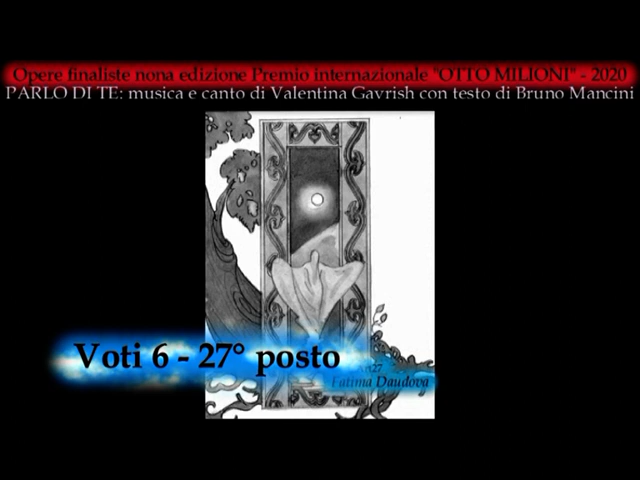 Opere finaliste nona edizione Premio internazionale "OTTO MILIONI" - 2020
PARLO DI TE: musica e canto di Valentina Gavrish con testo di Bruno Mancini
Voti 6 - 27° posto
Fatima Daudova